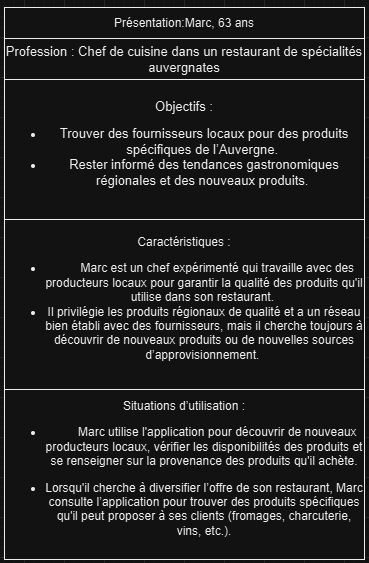 Présentation:Marc, 63 ans
Profession : Chef de cuisine dans un restaurant de spécialités
auvergnates
Objectifs :
• Trouver des fournisseurs locaux pour des produits
spécifiques de l’Auvergne.
• Rester informé des tendances gastronomiques
régionales et des nouveaux produits.
Caractéristiques :
• Marc est un chef expérimenté qui travaille avec des
producteurs locaux pour garantir la qualité des produits qu'il
utilise dans son restaurant.
• Il privilégie les produits régionaux de qualité et a un réseau
bien établi avec des fournisseurs, mais il cherche toujours à
découvrir de nouveaux produits ou de nouvelles sources
d’approvisionnement.
Situations d’utilisation :
• Marc utilise l'application pour découvrir de nouveaux
producteurs locaux, vérifier les disponibilités des produits et
se renseigner sur la provenance des produits qu'il achète.
• Lorsqu'il cherche à diversifier l’offre de son restaurant, Marc
consulte l’application pour trouver des produits spécifiques
qu'il peut proposer à ses clients (fromages, charcuterie,
vins, etc.).